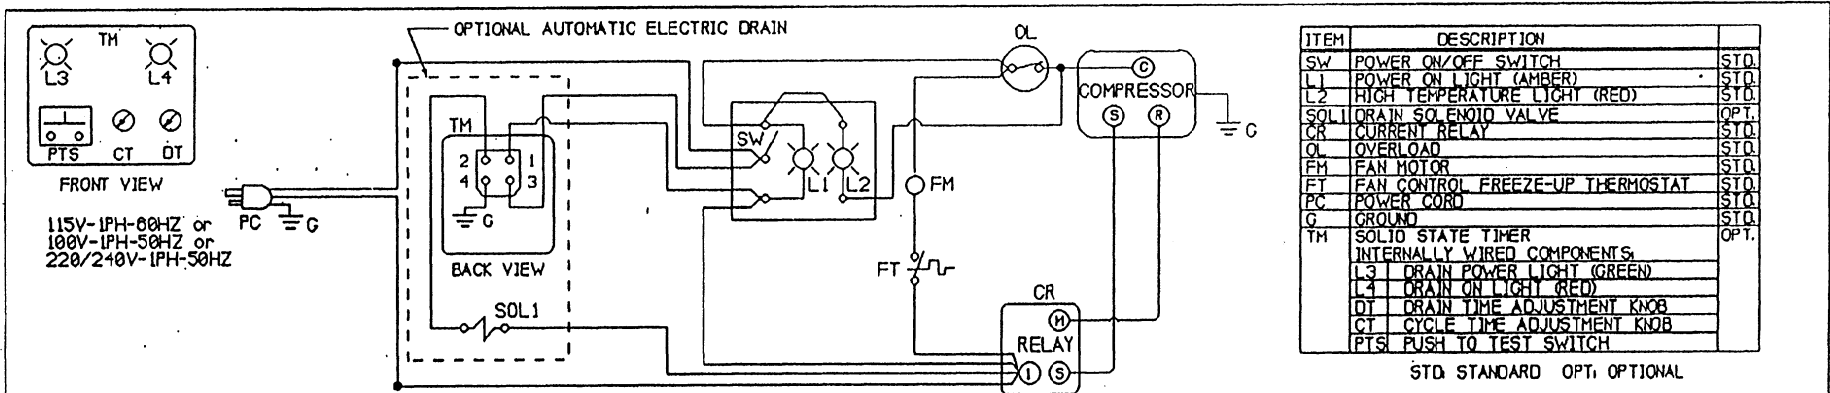 OPTIONAL AUTOMATIC ELECTRIC DRAIN
TM
L3
L4
PTS
CT
DT
FRONT VIEW
115V-1PH-60HZ or
100V-1PH-50HZ or
220/240V-1PH-50HZ
PC
G
TM
2
1
4
3
G
BACK VIEW
SOL1
SW
L1
L2
OL
FM
FT
C
COMPRESSOR
S
R
G
CR
M
RELAY
1
S
ITEM DESCRIPTION
SW POWER ON/OFF SWITCH STD.
L1 POWER ON LIGHT (AMBER) STD.
L2 HIGH TEMPERATURE LIGHT (RED) STD.
SOL1 DRAIN SOLENOID VALVE OPT.
CR CURRENT RELAY STD.
OL OVERLOAD STD.
FM FAN MOTOR STD.
FT FAN CONTROL FREEZE-UP THERMOSTAT STD.
PC POWER CORD STD.
G GROUND STD.
TM SOLID STATE TIMER OPT.
INTERNALLY WIRED COMPONENTS:
L3 DRAIN POWER LIGHT (GREEN)
L4 DRAIN ON LIGHT (RED)
DT DRAIN TIME ADJUSTMENT KNOB
CT CYCLE TIME ADJUSTMENT KNOB
PTS PUSH TO TEST SWITCH
STD: STANDARD OPT: OPTIONAL